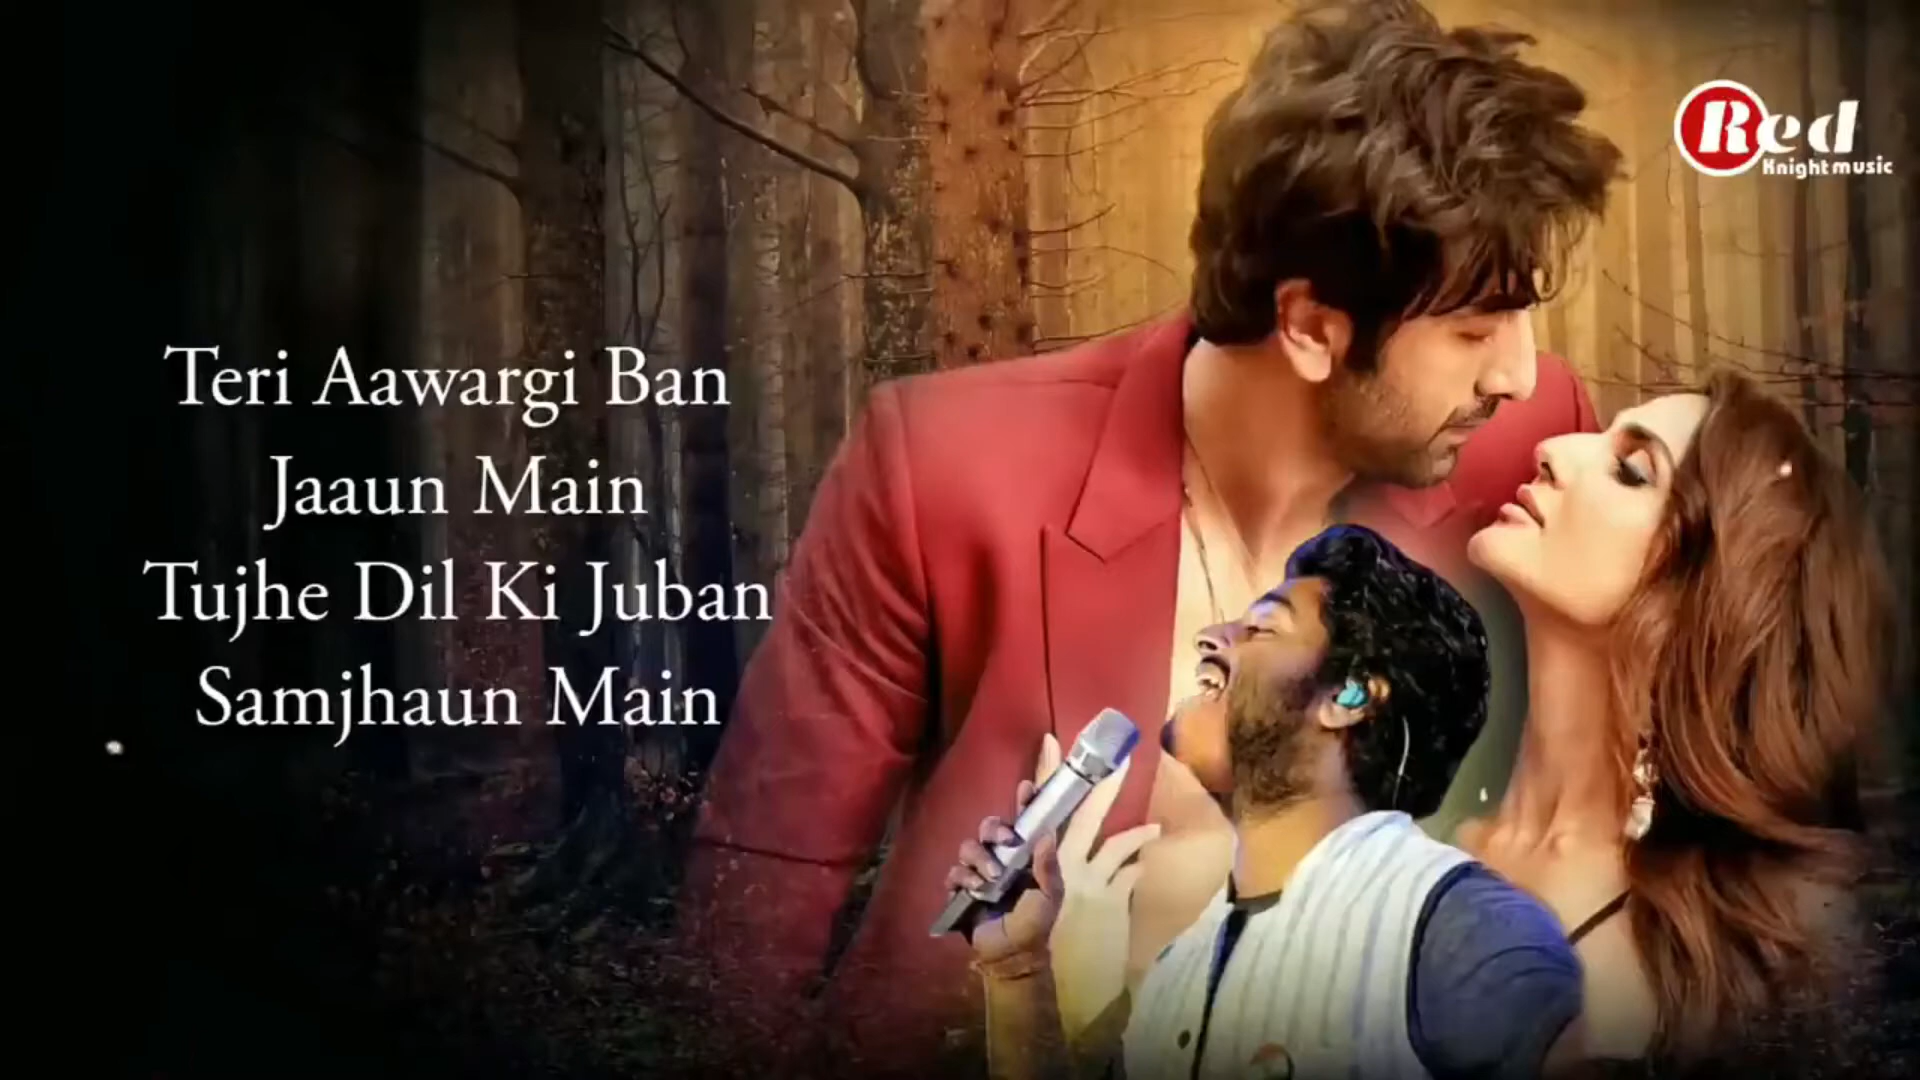 Teri Aawargi Ban
Jaaun Main
Tujhe Dil Ki Juban
Samjhaun Main
Red
Knight music